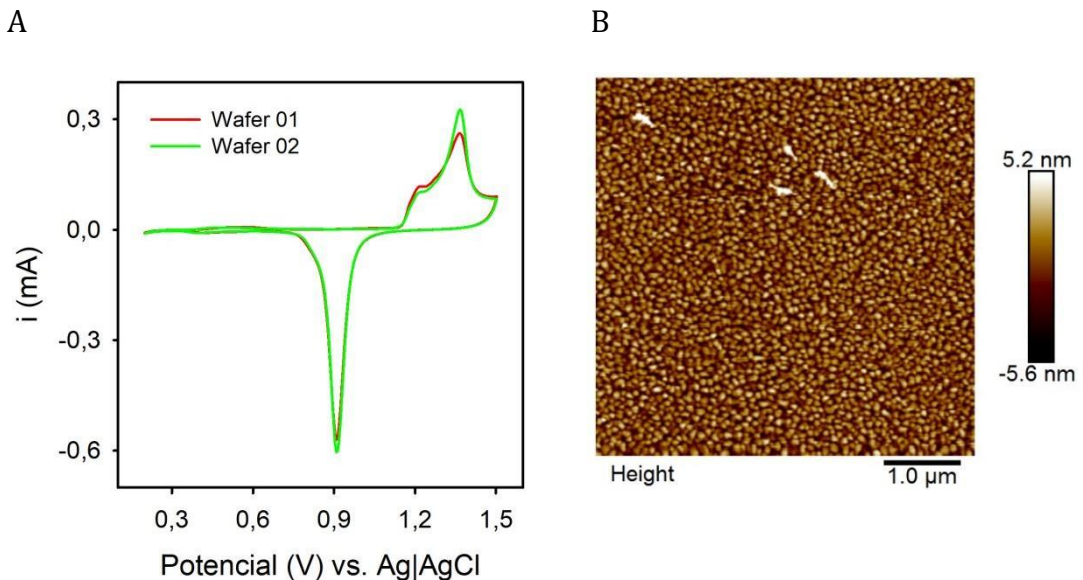 A
B
Wafer 01
Wafer 02
0,3
0,0
-0,3
-0,6
i (mA)
0,3 0,6 0,9 1,2 1,5
Potencial (V) vs. Ag|AgCl
5.2 nm
-5.6 nm
Height
1.0 µm